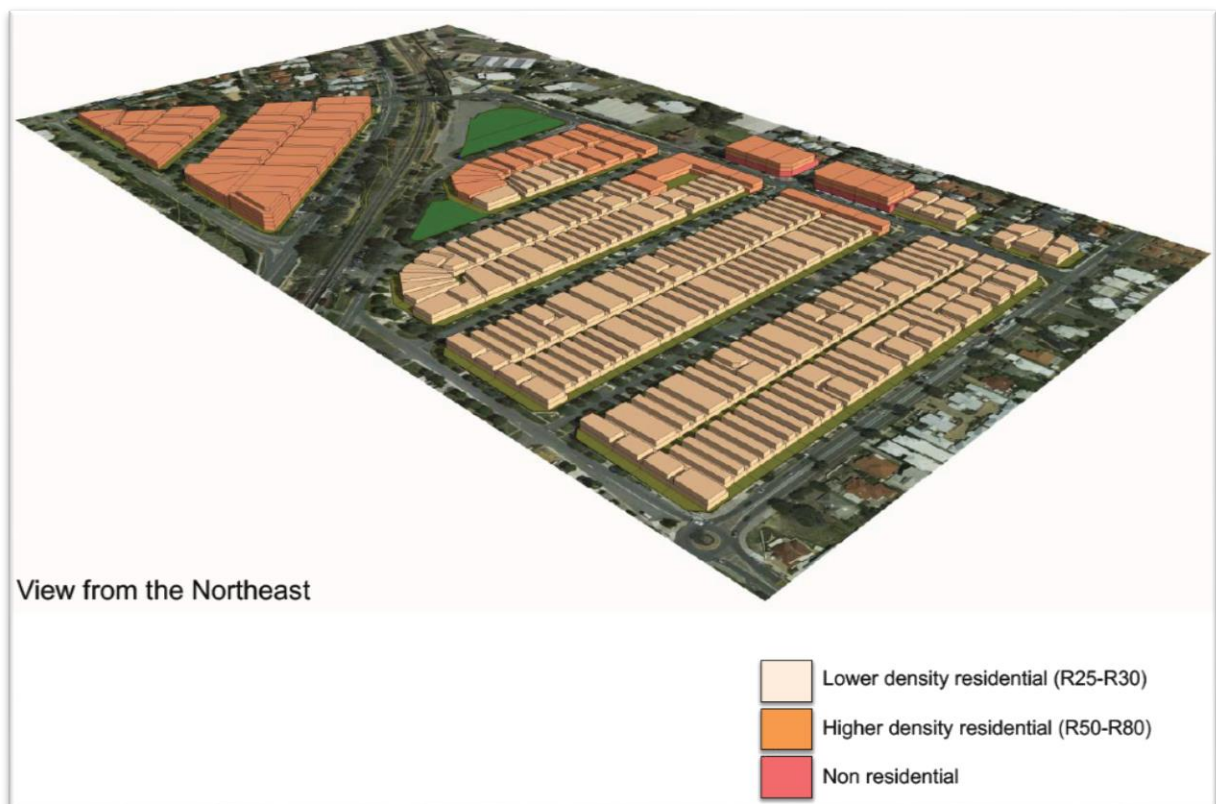 View from the Northeast
Lower density residential (R25-R30)
Higher density residential (R50-R80)
Non residential